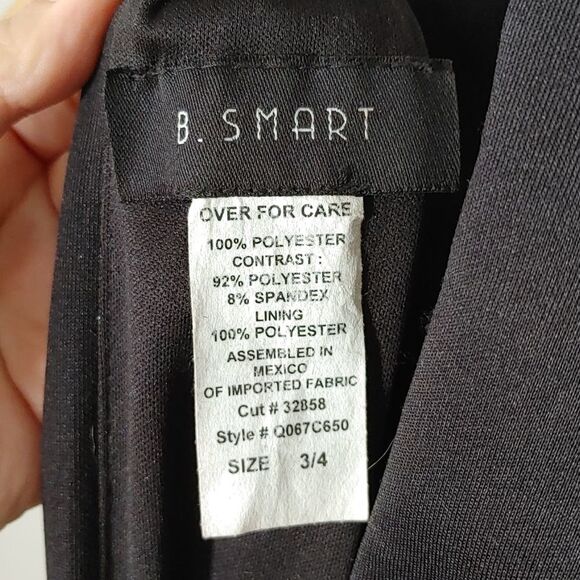 B. SMART
OVER FOR CARE
100% POLYESTER
CONTRAST :
92% POLYESTER
8% SPANDEX
LINING
100% POLYESTER
ASSEMBLED IN
MEXICO
OF IMPORTED FABRIC
Cut # 32858
Style # Q067C650
SIZE 3/4